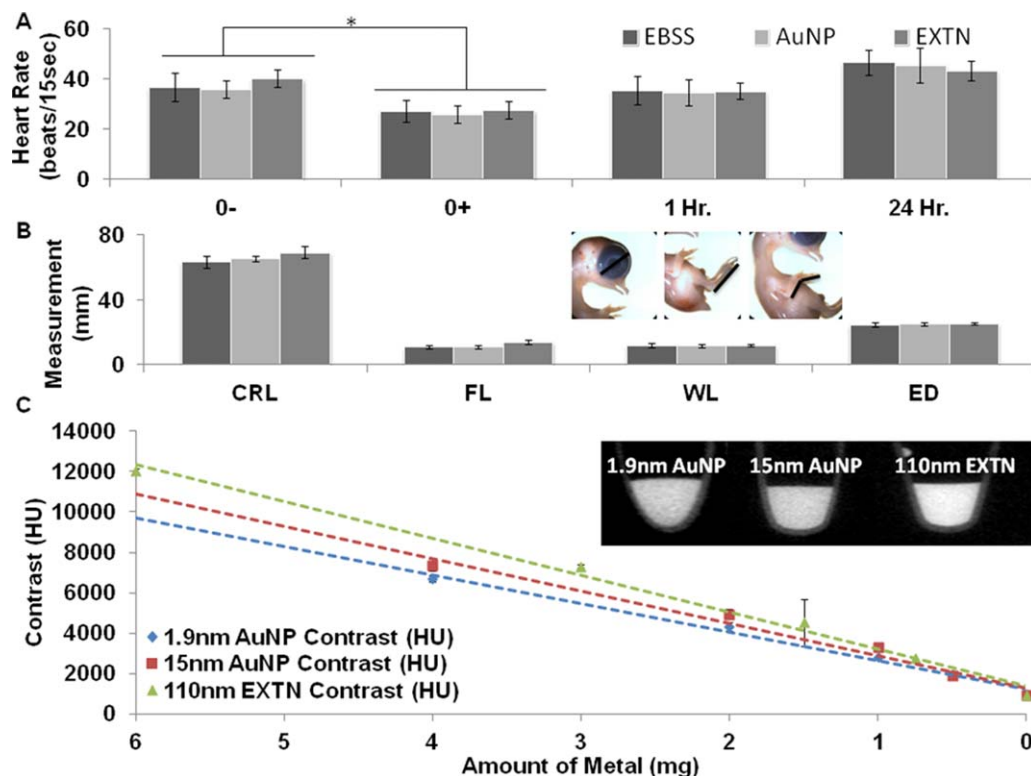 A
Heart Rate
(beats/15sec)
60
40
20
0
*
EBSS AuNP EXTN
0- 0+ 1 Hr. 24 Hr.
B
Measurement
(mm)
80
40
0
CRL FL WL ED
C
Contrast (HU)
14000
12000
10000
8000
6000
4000
2000
0
1.9nm AuNP 15nm AuNP 110nm EXTN
1.9nm AuNP Contrast (HU)
15nm AuNP Contrast (HU)
110nm EXTN Contrast (HU)
6 5 4 3 2 1 0
Amount of Metal (mg)